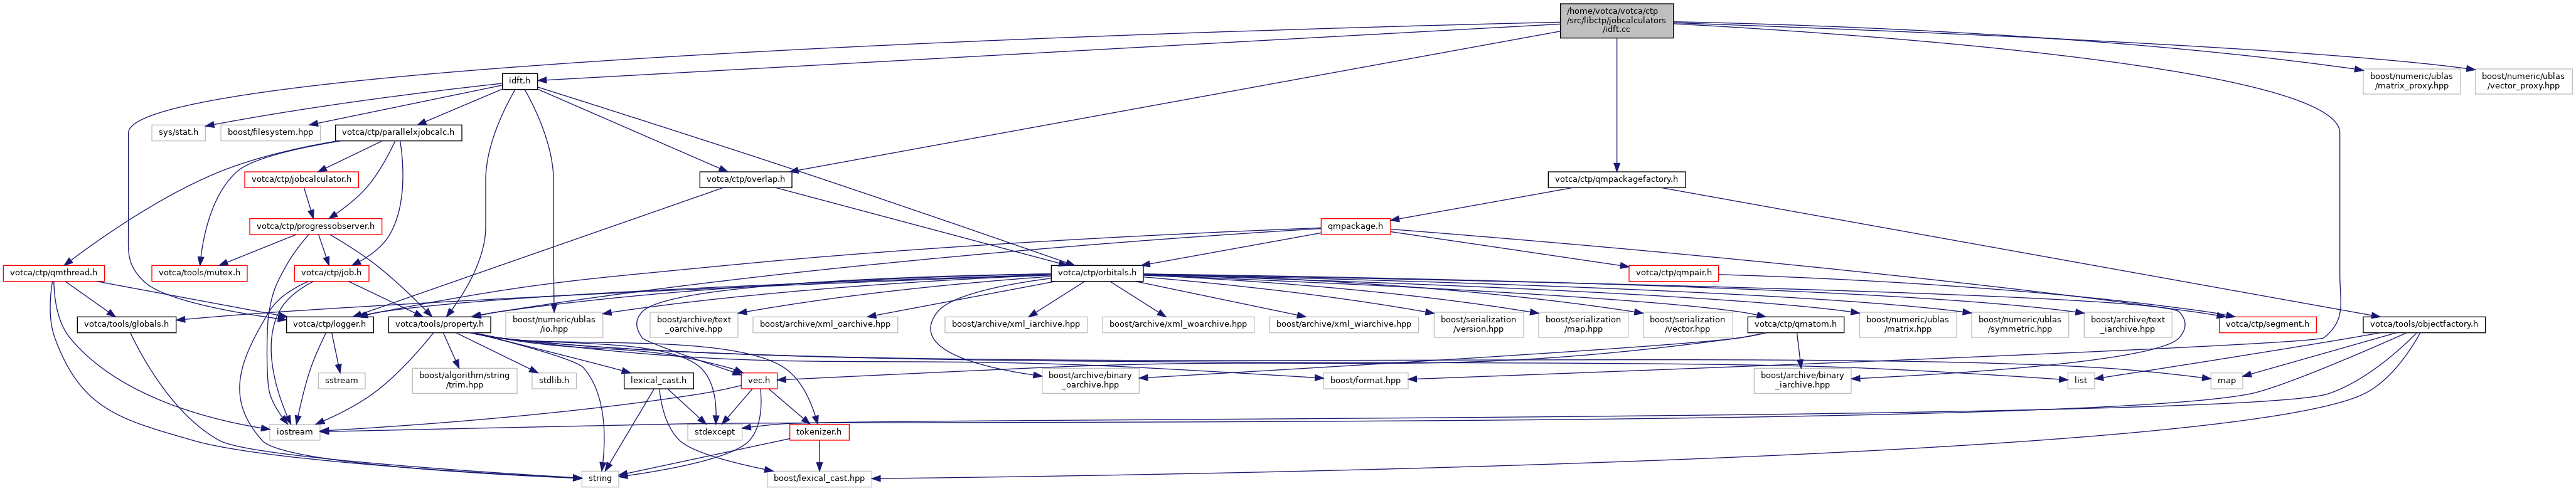 /home/votca/votca/ctp
/src/libctp/jobcalculators
/idft.cc
idft.h
boost/numeric/ublas
/matrix_proxy.hpp
boost/numeric/ublas
/vector_proxy.hpp
sys/stat.h
boost/filesystem.hpp
votca/ctp/parallelxjobcalc.h
votca/ctp/jobcalculator.h
votca/ctp/overlap.h
votca/ctp/qmpackagefactory.h
votca/ctp/progressobserver.h
qmpackage.h
votca/ctp/qmthread.h
votca/tools/mutex.h
votca/ctp/job.h
votca/ctp/orbitals.h
votca/ctp/qmpair.h
votca/tools/globals.h
votca/ctp/logger.h
votca/tools/property.h
boost/numeric/ublas
/io.hpp
boost/archive/text
_oarchive.hpp
boost/archive/xml_oarchive.hpp
boost/archive/xml_iarchive.hpp
boost/archive/xml_woarchive.hpp
boost/archive/xml_wiarchive.hpp
boost/serialization
/version.hpp
boost/serialization
/map.hpp
boost/serialization
/vector.hpp
votca/ctp/qmatom.h
boost/numeric/ublas
/matrix.hpp
boost/numeric/ublas
/symmetric.hpp
boost/archive/text
_iarchive.hpp
votca/ctp/segment.h
votca/tools/objectfactory.h
sstream
boost/algorithm/string
/trim.hpp
stdlib.h
lexical_cast.h
vec.h
boost/archive/binary
_oarchive.hpp
boost/format.hpp
boost/archive/binary
_iarchive.hpp
list
map
iostream
stdexcept
tokenizer.h
string
boost/lexical_cast.hpp